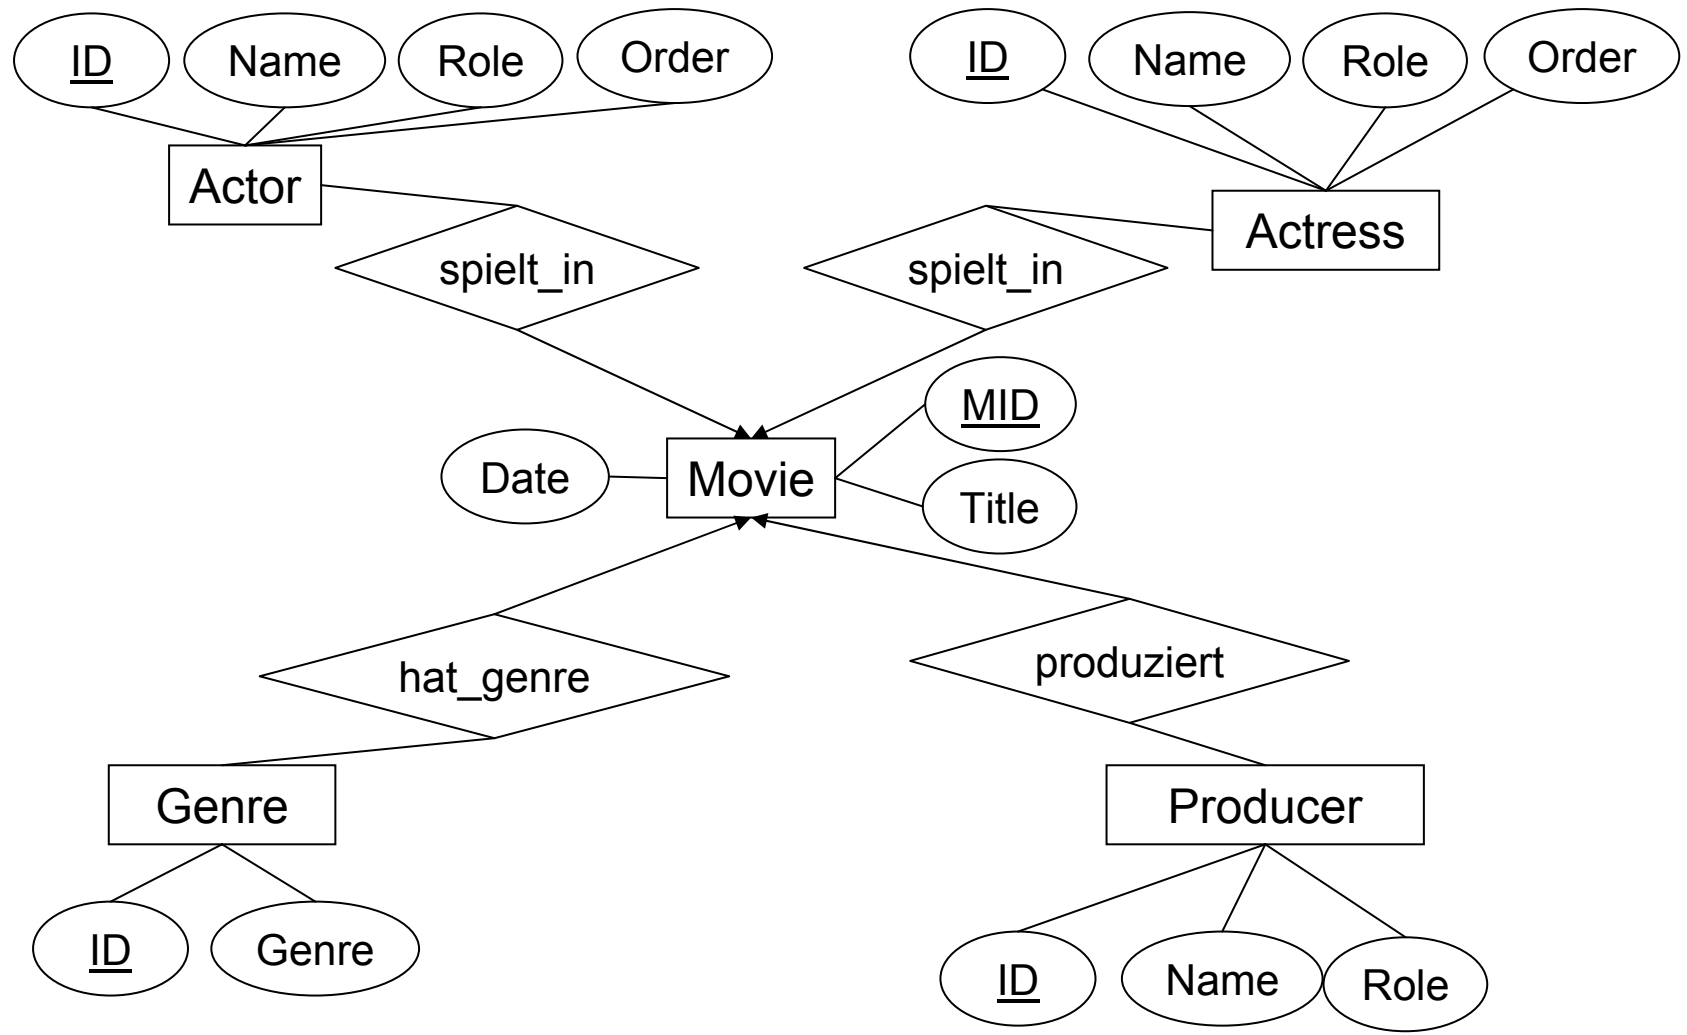 ID
Name
Role
Order
ID
Name
Role
Order
Actor
Actress
spielt_in
spielt_in
MID
Date
Movie
Title
hat_genre
produziert
Genre
Producer
ID
Genre
ID
Name
Role